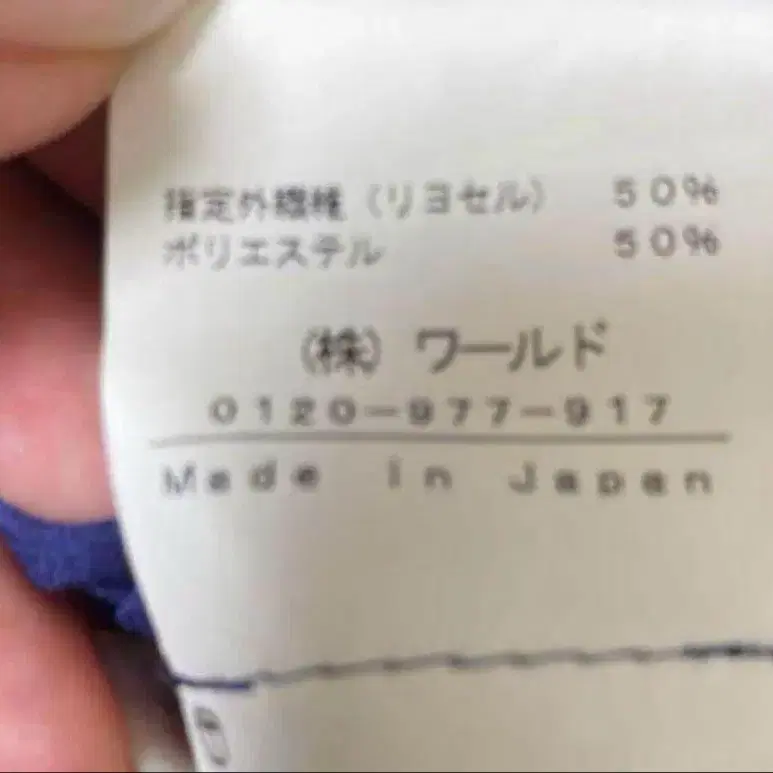 指定外繊維（リヨセル） 50%
ポリエステル 50%
（株）ワールド
0120-977-917
Made in Japan